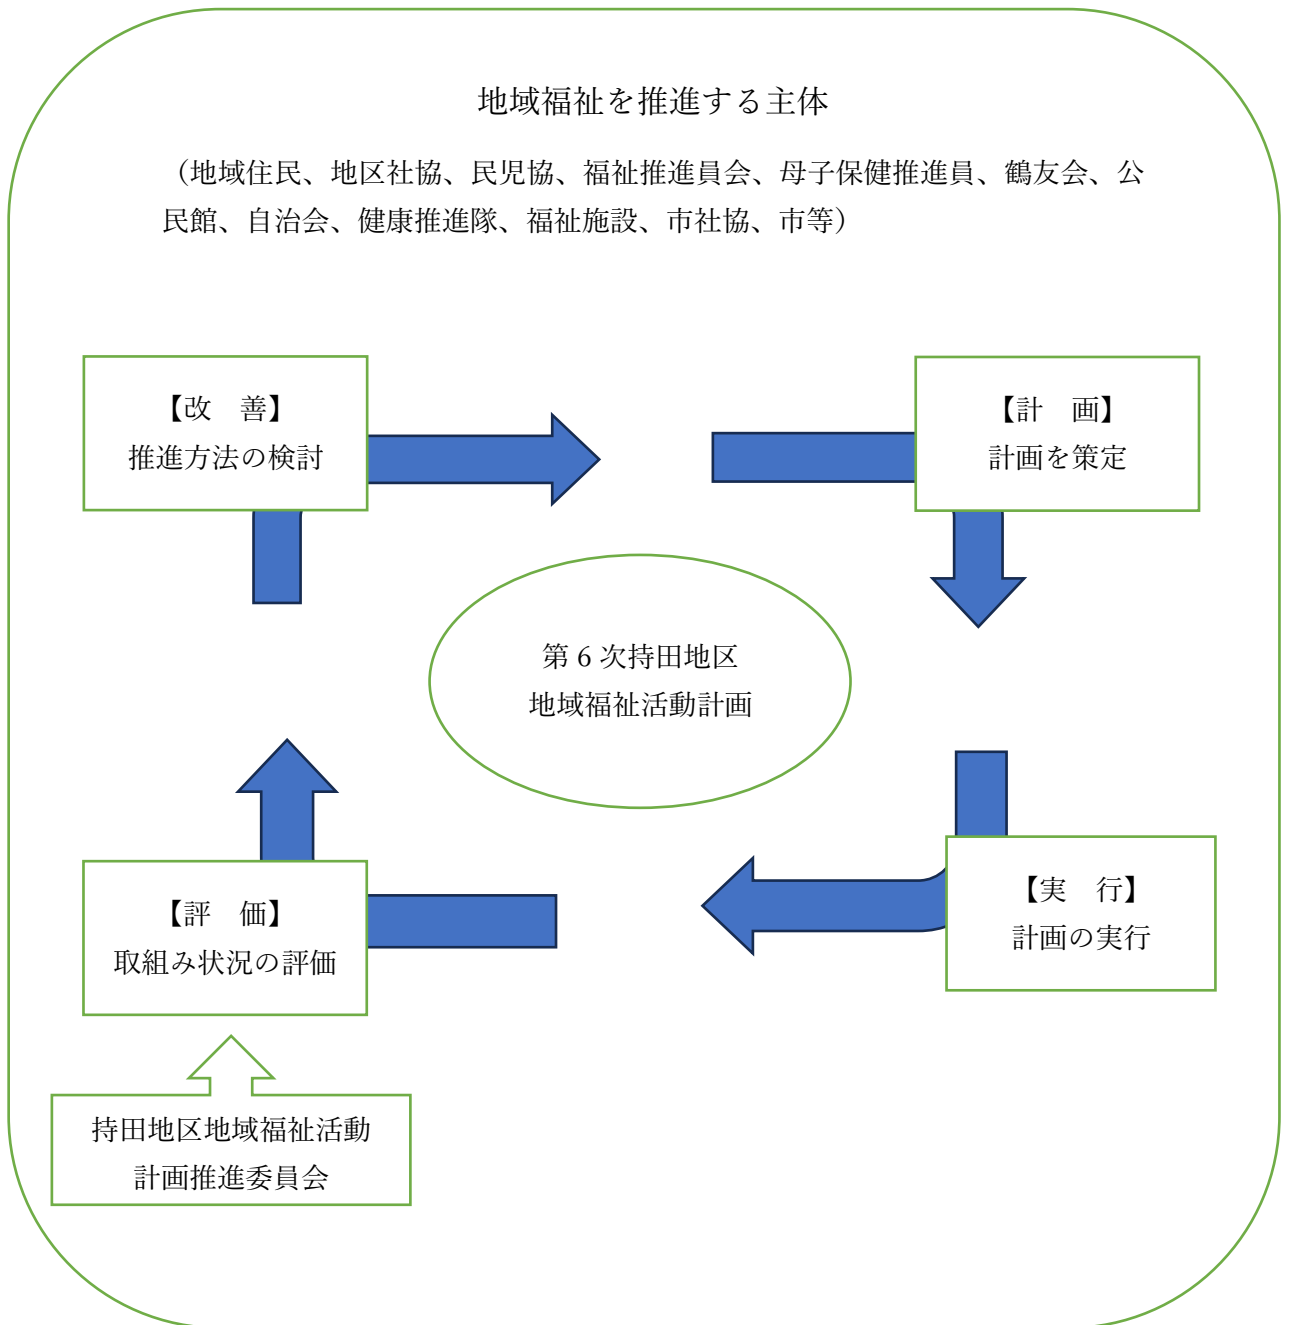 地域福祉を推進する主体
（地域住民、地区社協、民児協、福祉推進員会、母子保健推進員、鶴友会、公
民館、自治会、健康推進隊、福祉施設、市社協、市等）
【改　善】
推進方法の検討
【計　画】
計画を策定
第 6 次持田地区
地域福祉活動計画
【評　価】
取組み状況の評価
【実　行】
計画の実行
持田地区地域福祉活動
計画推進委員会